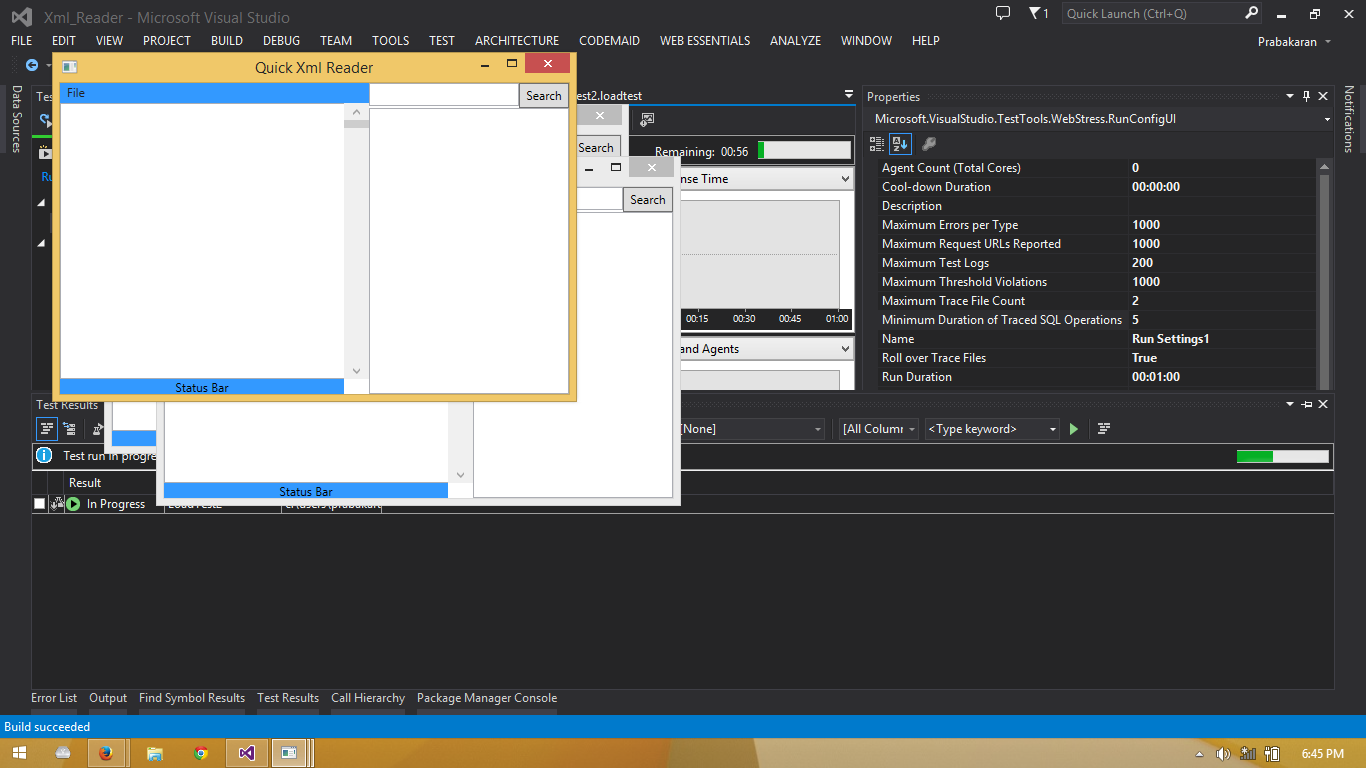 Xml_Reader - Microsoft Visual Studio
1
Quick Launch (Ctrl+Q)
FILE EDIT VIEW PROJECT BUILD DEBUG TEAM TOOLS TEST ARCHITECTURE CODEMAID WEB ESSENTIALS ANALYZE WINDOW HELP
Prabakaran
Data Sources
Quick Xml Reader
File
Search
Status Bar
Search
Search
Status Bar
est2.loadtest
Remaining: 00:56
nse Time
00:15 00:30 00:45 01:00
and Agents
Properties
Microsoft.VisualStudio.TestTools.WebStress.RunConfigUI
Agent Count (Total Cores) 0
Cool-down Duration 00:00:00
Description
Maximum Errors per Type 1000
Maximum Request URLs Reported 1000
Maximum Test Logs 200
Maximum Threshold Violations 1000
Maximum Trace File Count 2
Minimum Duration of Traced SQL Operations 5
Name Run Settings1
Roll over Trace Files True
Run Duration 00:01:00
Notifications
Test Results
[None] [All Column <Type keyword>
Test run in progre
Result
In Progress
Error List Output Find Symbol Results Test Results Call Hierarchy Package Manager Console
Build succeeded
6:45 PM